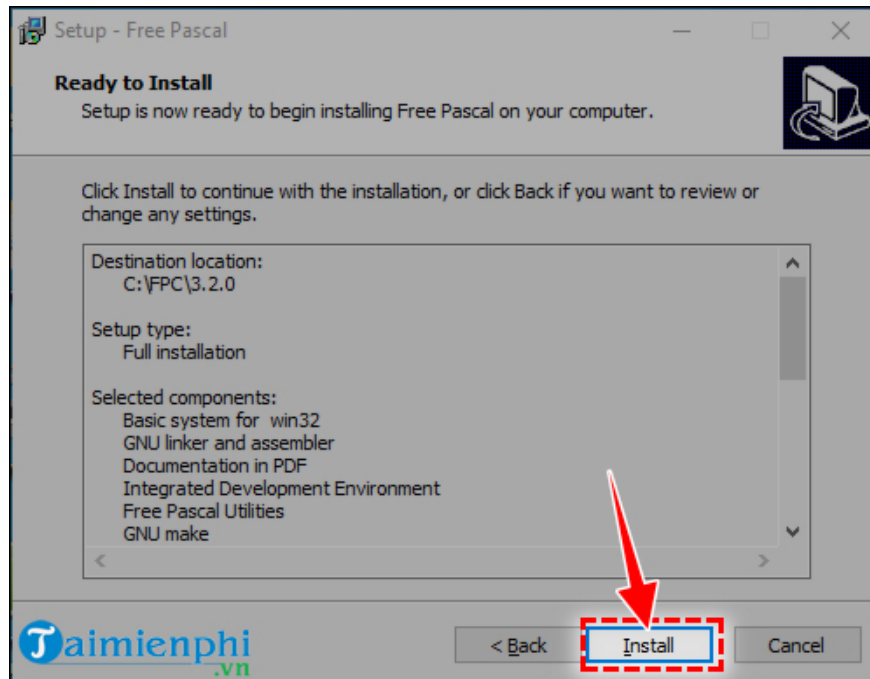 Setup - Free Pascal
Ready to Install
Setup is now ready to begin installing Free Pascal on your computer.
Click Install to continue with the installation, or click Back if you want to review or
change any settings.
Destination location:
C:\FPC\3.2.0
Setup type:
Full installation
Selected components:
Basic system for win32
GNU linker and assembler
Documentation in PDF
Integrated Development Environment
Free Pascal Utilities
GNU make
Taimienphi
.vn
< Back
Install
Cancel